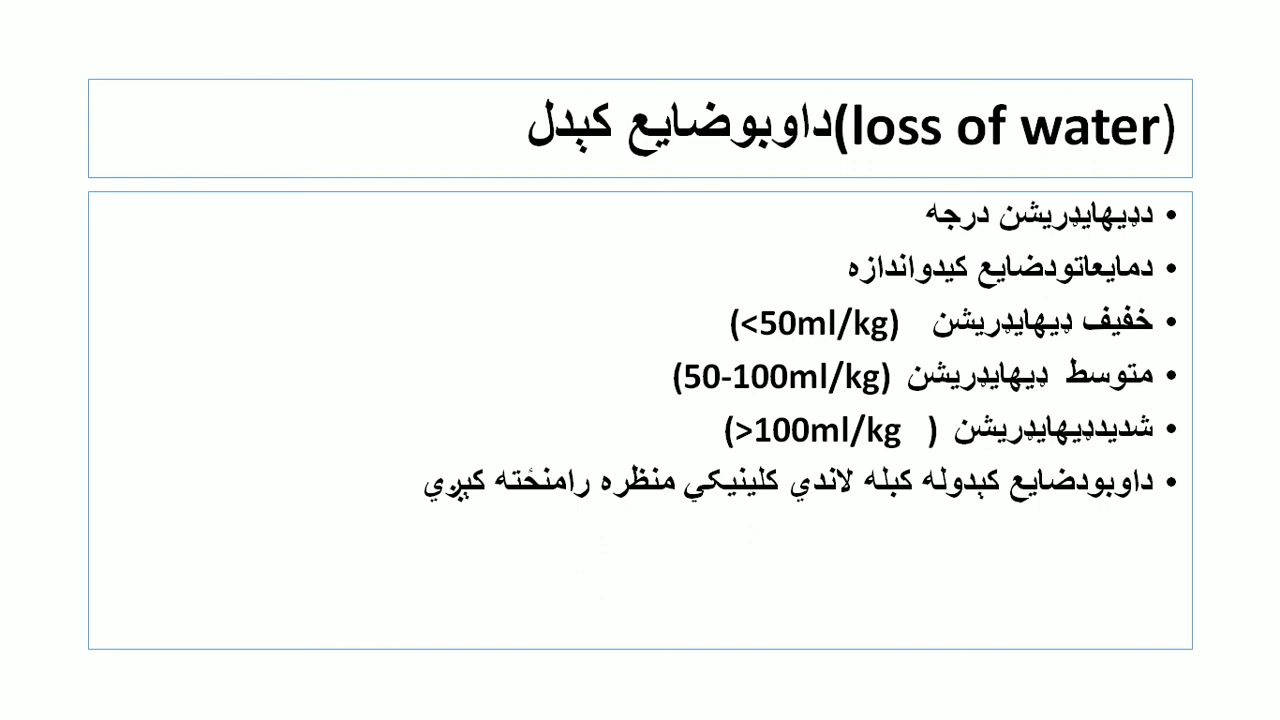 (loss of water)داوبوضایع کېدل
• دډیهایډریشن درجه
• دمایعاتودضایع کیدواندازه
• خفیف ډیهایډریشن (<50ml/kg)
• متوسط ډیهایډریشن (50-100ml/kg)
• شدیدډیهایډریشن ( >100ml/kg)
• داوبودضایع کېدوله کبله لاندي کلینیکي منظره رامنځته کېږي